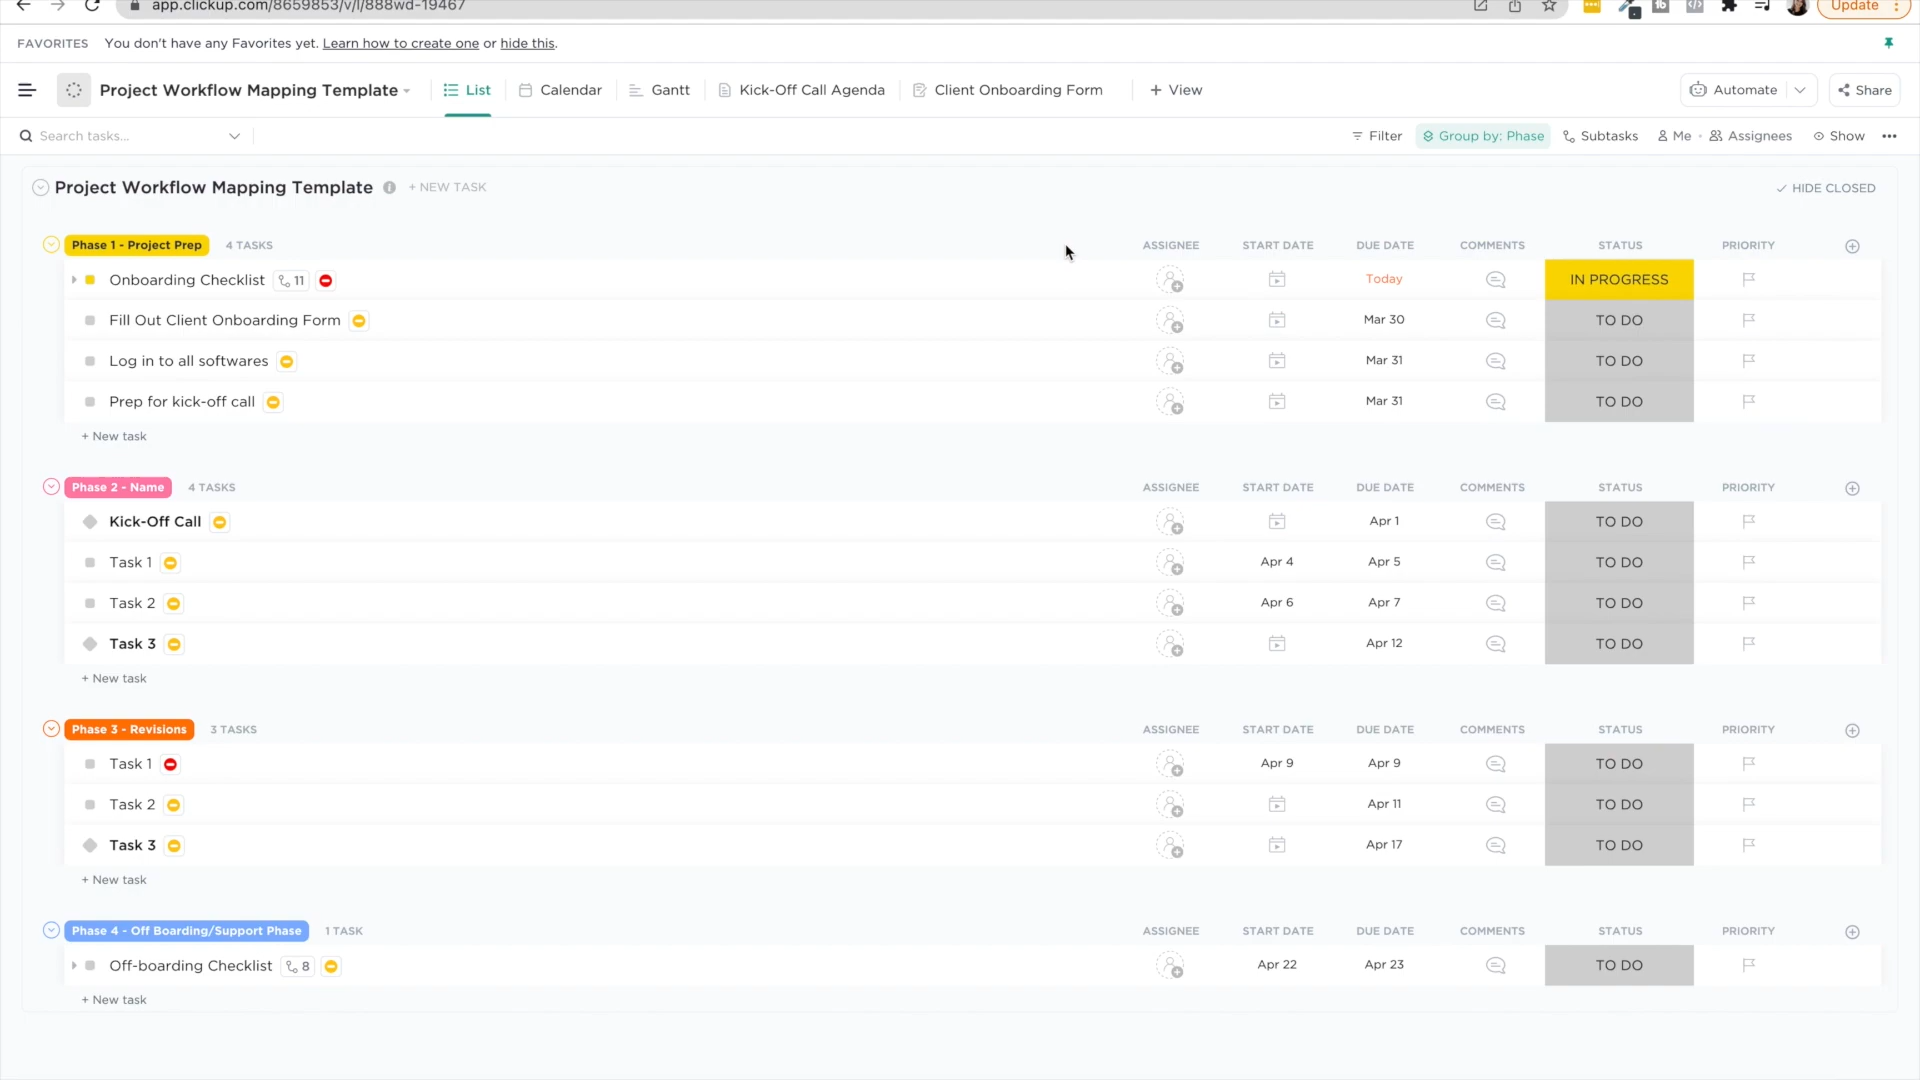 app.clickup.com/8659853/v/l/888wd-19467
Update
FAVORITES You don't have any Favorites yet. Learn how to create one or hide this.
Project Workflow Mapping Template List Calendar Gantt Kick-Off Call Agenda Client Onboarding Form + View Automate Share
Search tasks... Filter Group by: Phase Subtasks Me Assignees Show
Project Workflow Mapping Template + NEW TASK HIDE CLOSED
Phase 1 - Project Prep 4 TASKS ASSIGNEE START DATE DUE DATE COMMENTS STATUS PRIORITY
Onboarding Checklist 11 Today IN PROGRESS
Fill Out Client Onboarding Form Mar 30 TO DO
Log in to all softwares Mar 31 TO DO
Prep for kick-off call Mar 31 TO DO
+ New task
Phase 2 - Name 4 TASKS ASSIGNEE START DATE DUE DATE COMMENTS STATUS PRIORITY
Kick-Off Call Apr 1 TO DO
Task 1 Apr 4 Apr 5 TO DO
Task 2 Apr 6 Apr 7 TO DO
Task 3 Apr 12 TO DO
+ New task
Phase 3 - Revisions 3 TASKS ASSIGNEE START DATE DUE DATE COMMENTS STATUS PRIORITY
Task 1 Apr 9 Apr 9 TO DO
Task 2 Apr 11 TO DO
Task 3 Apr 17 TO DO
+ New task
Phase 4 - Off Boarding/Support Phase 1 TASK ASSIGNEE START DATE DUE DATE COMMENTS STATUS PRIORITY
Off-boarding Checklist 8 Apr 22 Apr 23 TO DO
+ New task